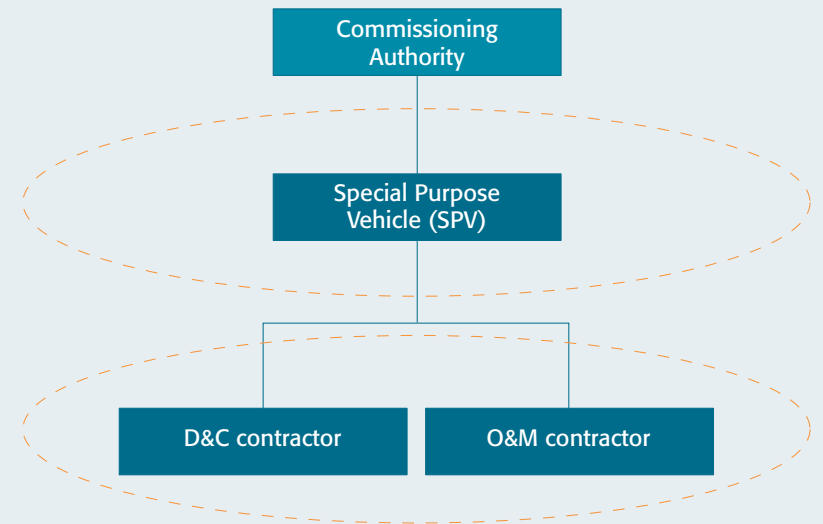 Commissioning
Authority
Special Purpose
Vehicle (SPV)
D&C contractor
O&M contractor